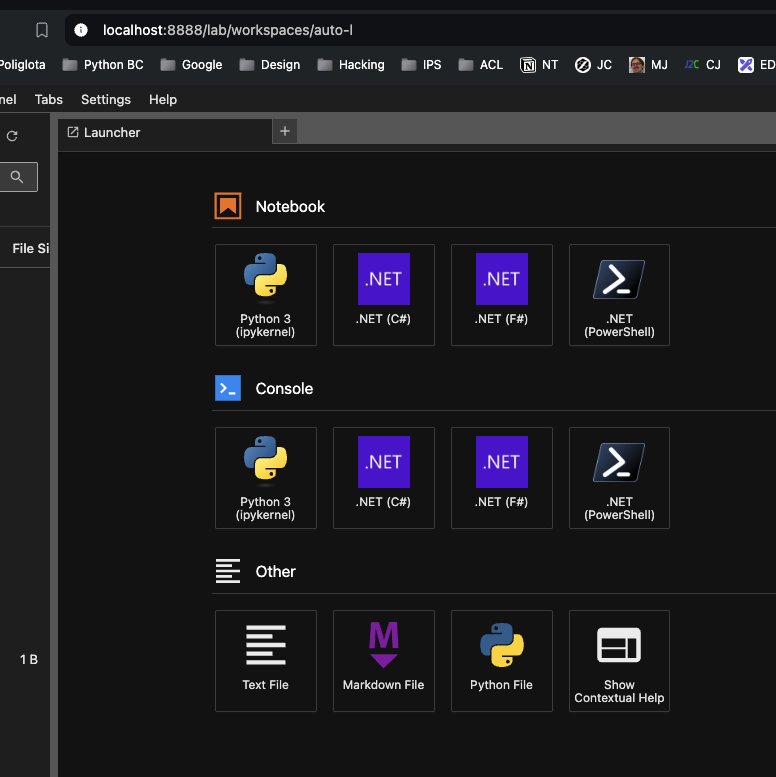 localhost:8888/lab/workspaces/auto-l
Poliglota Python BC Google Design Hacking IPS ACL NT JC MJ J2C CJ ED
nel Tabs Settings Help
Launcher
File Si
Notebook
Python 3
(ipykernel)
.NET
.NET (C#)
.NET
.NET (F#)
.NET
(PowerShell)
Console
Python 3
(ipykernel)
.NET
.NET (C#)
.NET
.NET (F#)
.NET
(PowerShell)
Other
1 B
Text File
M
Markdown File
Python File
Show
Contextual Help